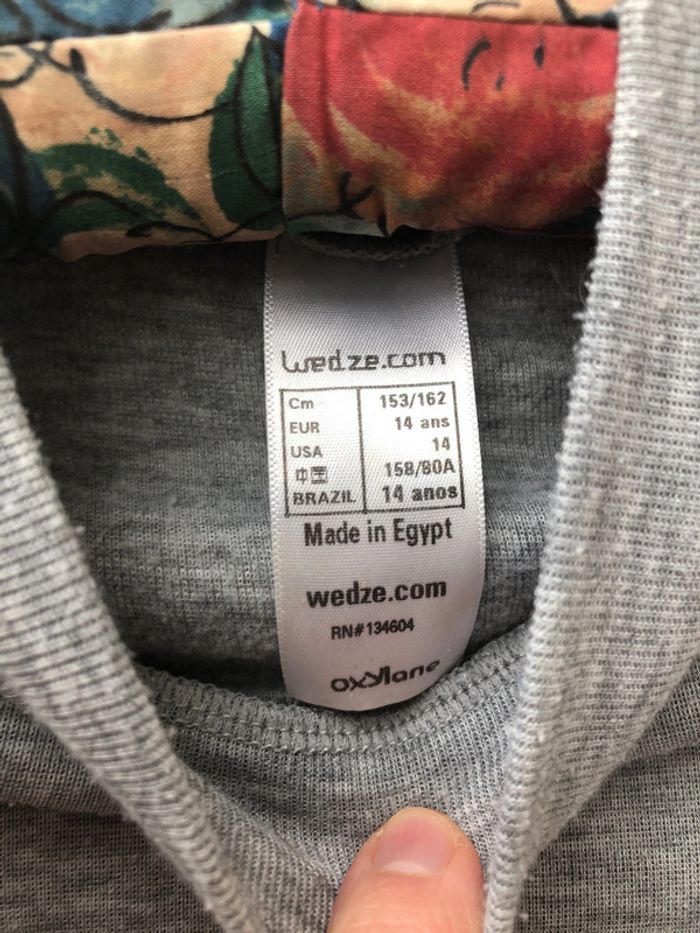 wedze.com
Cm 153/162
EUR 14 ans
USA 14
中国 158/80A
BRAZIL 14 anos
Made in Egypt
wedze.com
RN#134604
oxylane